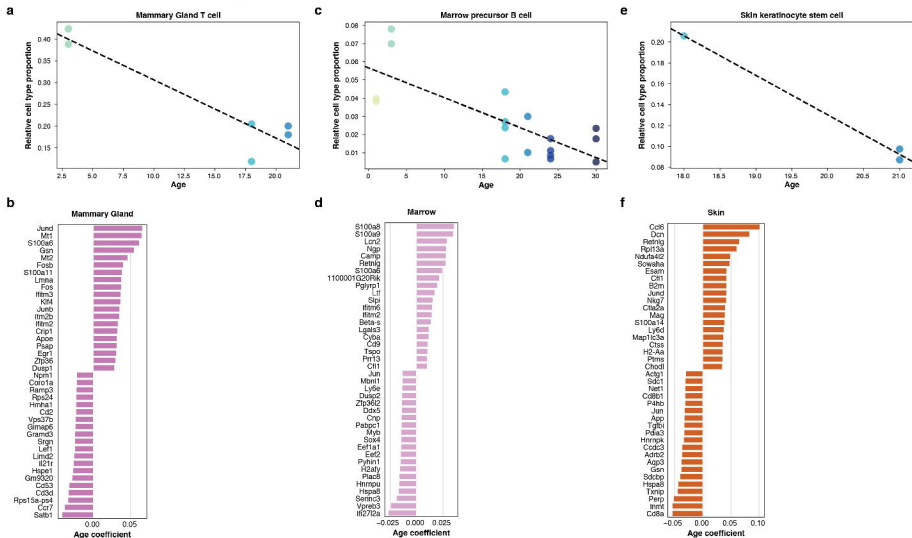 a
Mammary Gland T cell
Relative cell type proportion
0.40
0.35
0.30
0.25
0.20
0.15
2.5
5.0
7.5
10.0
12.5
15.0
17.5
20.0
Age
b
Mammary Gland
Jund
Mt1
S100a6
Gsn
Mt2
Fosb
S100a11
Lmna
Fos
Ifitm3
Klf4
Junb
Itm2b
Ifitm2
Crip1
Apoe
Psap
Egr1
Zfp36
Dusp1
Npm1
Coro1a
Ramp3
Rps24
Hmha1
Cd2
Vps37b
Gimap6
Gramd3
Srgn
Lef1
Limd2
Il21r
Hspe1
Gm9320
Cd53
Cd3d
Rps15a-ps4
Ccr7
Satb1
0.00
0.05
Age coefficient
c
Marrow precursor B cell
Relative cell type proportion
0.08
0.07
0.06
0.05
0.04
0.03
0.02
0.01
0
5
10
15
20
25
30
Age
d
Marrow
S100a8
S100a9
Lcn2
Ngp
Camp
Retnlg
S100a6
1100001G20Rik
Pglyrp1
Ltf
Slpi
Ifitm6
Ifitm2
Beta-s
Lgals3
Cyba
Cd9
Tspo
Prr13
Cfl1
Jun
Mbnl1
Ly6e
Dusp2
Zfp36l2
Ddx5
Cnp
Pabpc1
Myb
Sox4
Eef1a1
Eef2
Pyhin1
H2afy
Plac8
Hnrnpu
Hspa8
Serinc3
Vpreb3
Ifi27l2a
−0.025
0.000
0.025
Age coefficient
e
Skin keratinocyte stem cell
Relative cell type proportion
0.20
0.18
0.16
0.14
0.12
0.10
0.08
18.0
18.5
19.0
19.5
20.0
20.5
21.0
Age
f
Skin
Ccl6
Dcn
Retnlg
Rpl13a
Ndufa4l2
Sowaha
Esam
Cfl1
B2m
Jund
Nkg7
Ctla2a
Mag
S100a14
Ly6d
Map1lc3a
Ctss
H2-Aa
Ptms
Chodl
Actg1
Sdc1
Net1
Cd8b1
P4hb
Jun
App
Tgfbi
Pdia3
Hnrnpk
Ccdc3
Adrb2
Aqp3
Gsn
Sdcbp
Hspa8
Txnip
Perp
Inmt
Cd8a
−0.05
0.00
0.05
0.10
Age coefficient